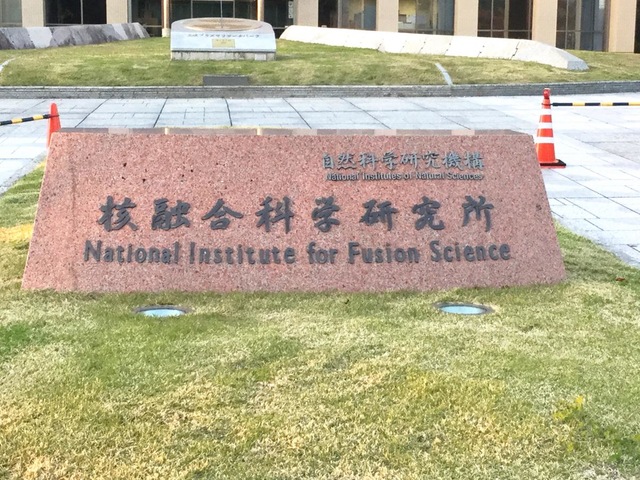 自然科学研究機構
National Institutes of Natural Sciences
核融合科学研究所
National Institute for Fusion Science